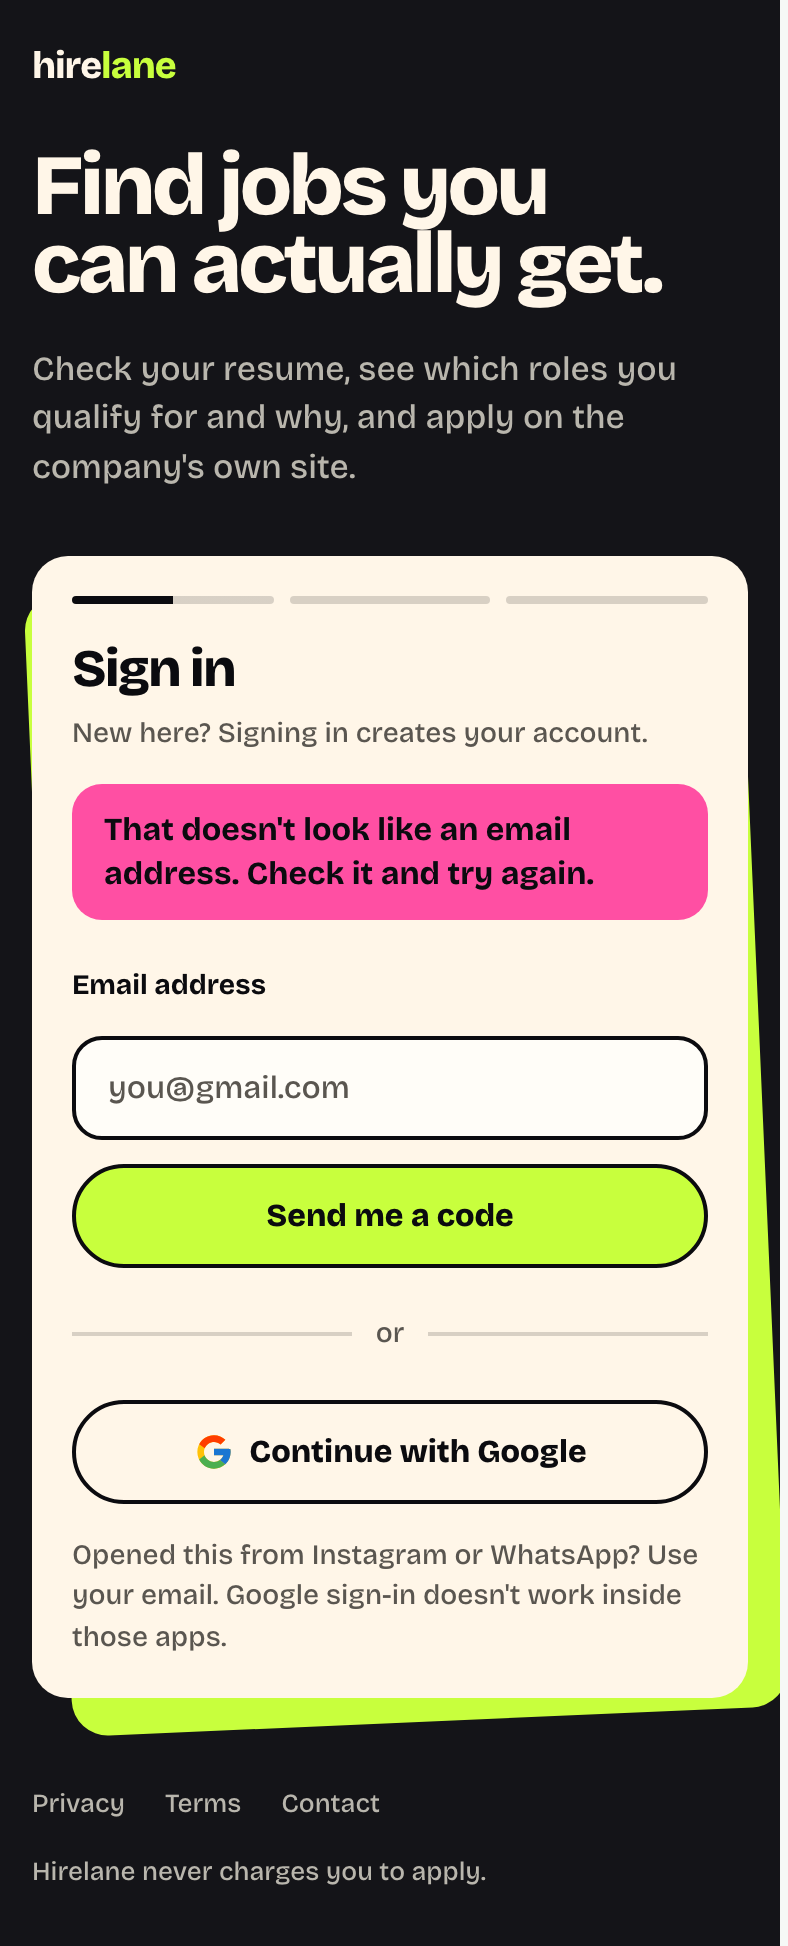 hirelane
Find jobs you
can actually get.
Check your resume, see which roles you
qualify for and why, and apply on the
company's own site.
Sign in
New here? Signing in creates your account.
That doesn't look like an email
address. Check it and try again.
Email address
you@gmail.com
Send me a code
or
Continue with Google
Opened this from Instagram or WhatsApp? Use
your email. Google sign-in doesn't work inside
those apps.
Privacy Terms Contact
Hirelane never charges you to apply.